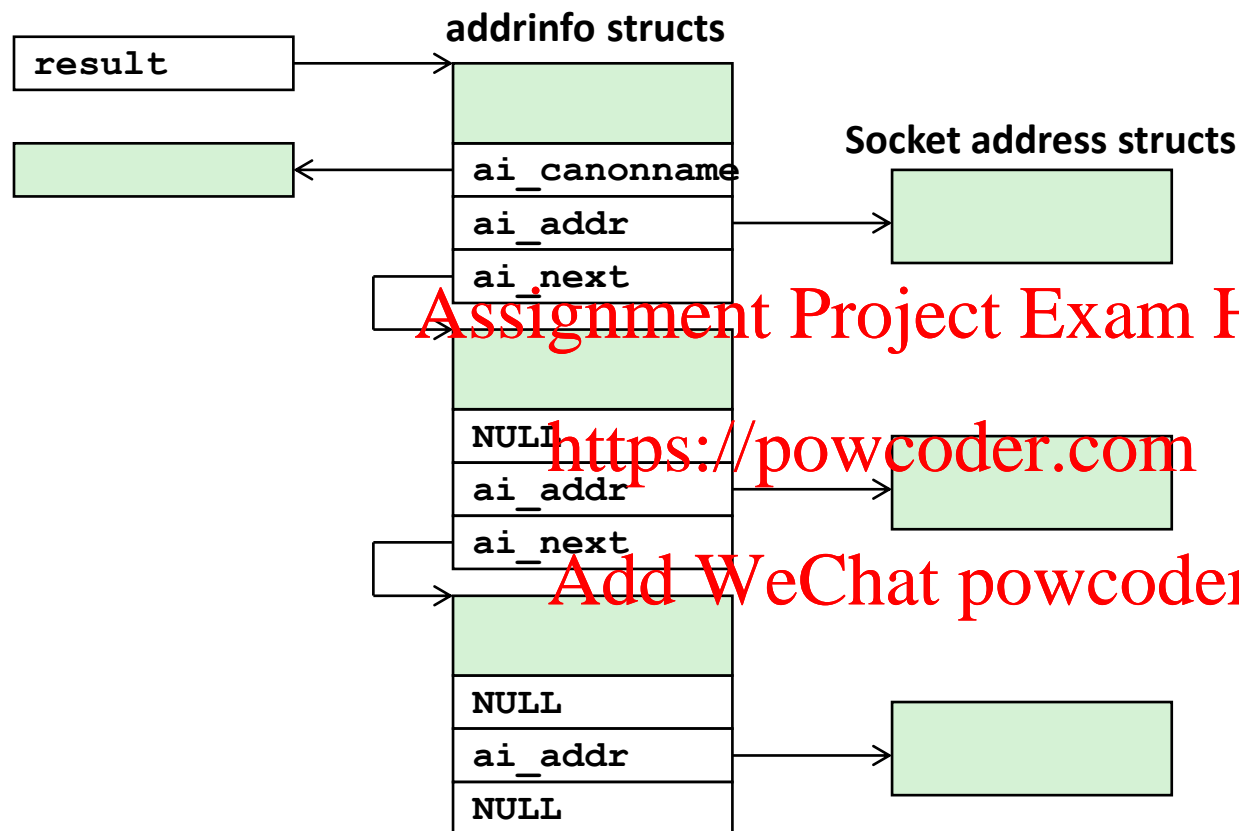 addrinfo structs
result
Socket address structs
ai_canonname
ai_addr
ai_next
Assignment Project Exam H
NULL
https://powcoder.com
ai_addr
ai_next
Add WeChat powcoder
NULL
ai_addr
NULL